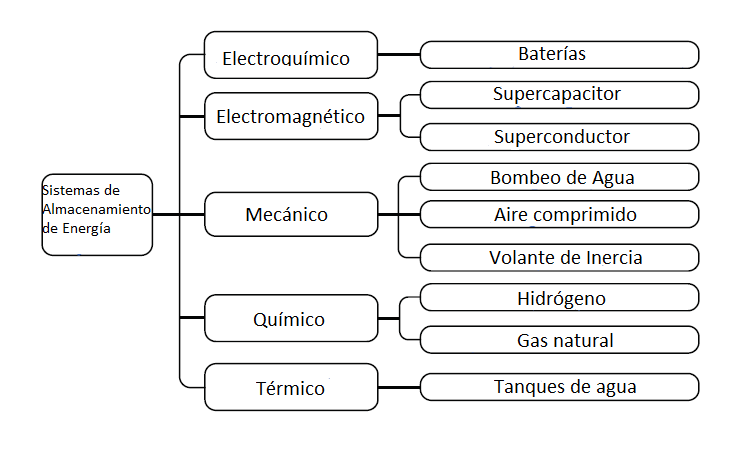 Sistemas de
Almacenamiento
de Energía
Electroquímico
Baterías
Electromagnético
Supercapacitor
Superconductor
Mecánico
Bombeo de Agua
Aire comprimido
Volante de Inercia
Químico
Hidrógeno
Gas natural
Térmico
Tanques de agua